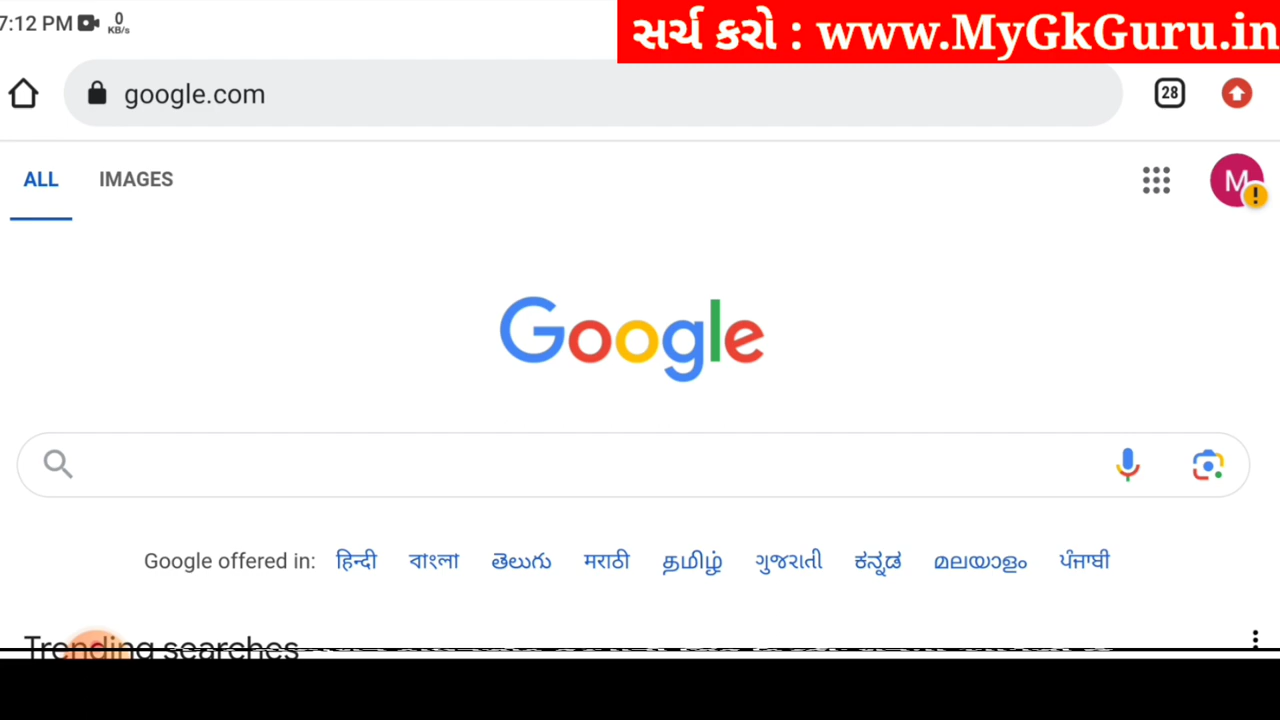 7:12 PM 0 KB/s
સર્ચ કરો : www.MyGkGuru.in
google.com
28
ALL IMAGES
M
Google
Google offered in: हिन्दी বাংলা తెలుగు मराठी தமிழ் ગુજરાતી ಕನ್ನಡ മലയാളം ਪੰਜਾਬੀ
Trending searches